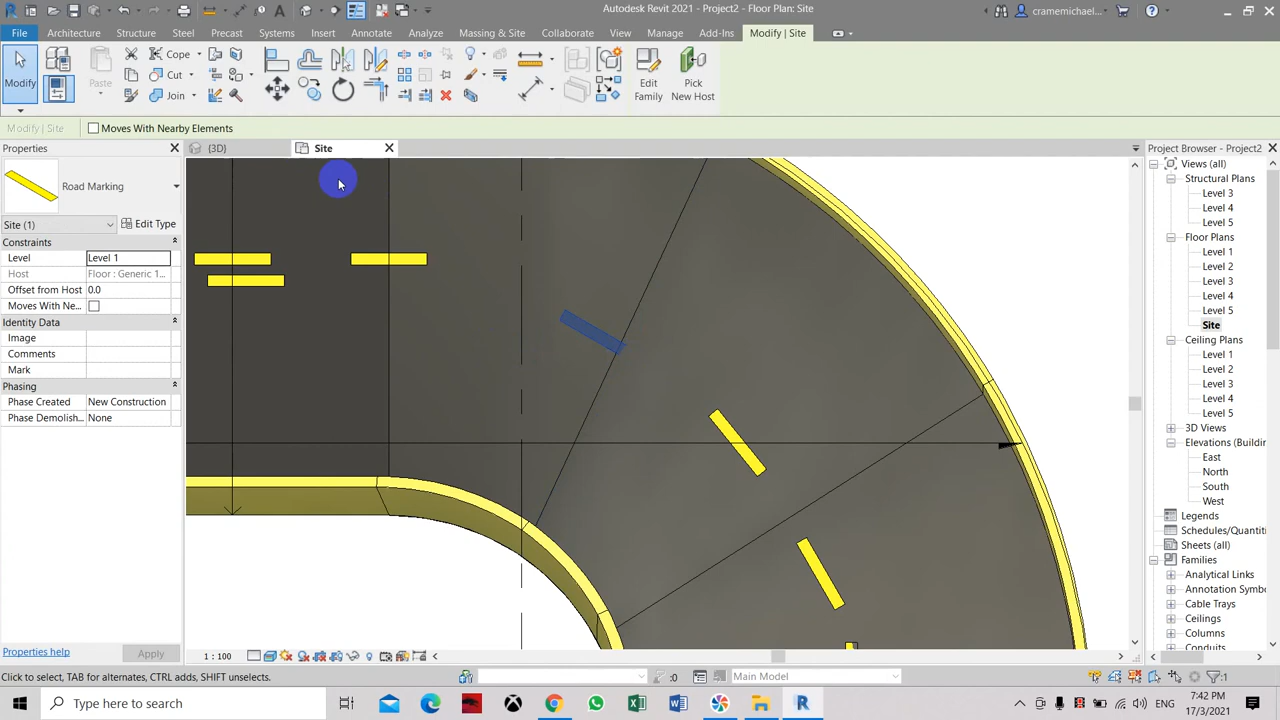 Autodesk Revit 2021 - Project2 - Floor Plan: Site
cramemichael...
File Architecture Structure Steel Precast Systems Insert Annotate Analyze Massing & Site Collaborate View Manage Add-Ins Modify | Site
Modify
Paste
Cope
Cut
Join
Edit Family
Pick New Host
Modify | Site
Moves With Nearby Elements
Properties
{3D}
Site
Road Marking
Site (1)
Edit Type
Constraints
Level Level 1
Host Floor : Generic 1...
Offset from Host 0.0
Moves With Ne...
Identity Data
Image
Comments
Mark
Phasing
Phase Created New Construction
Phase Demolish... None
Properties help
Apply
Project Browser - Project2
Views (all)
Structural Plans
Level 3
Level 4
Level 5
Floor Plans
Level 1
Level 2
Level 3
Level 4
Level 5
Site
Ceiling Plans
Level 1
Level 2
Level 3
Level 4
Level 5
3D Views
Elevations (Buildin
East
North
South
West
Legends
Schedules/Quantiti
Sheets (all)
Families
Analytical Links
Annotation Symbo
Cable Trays
Ceilings
Columns
Conduits
1 : 100
Click to select, TAB for alternates, CTRL adds, SHIFT unselects.
:0
Main Model
:1
Type here to search
7:42 PM
17/3/2021